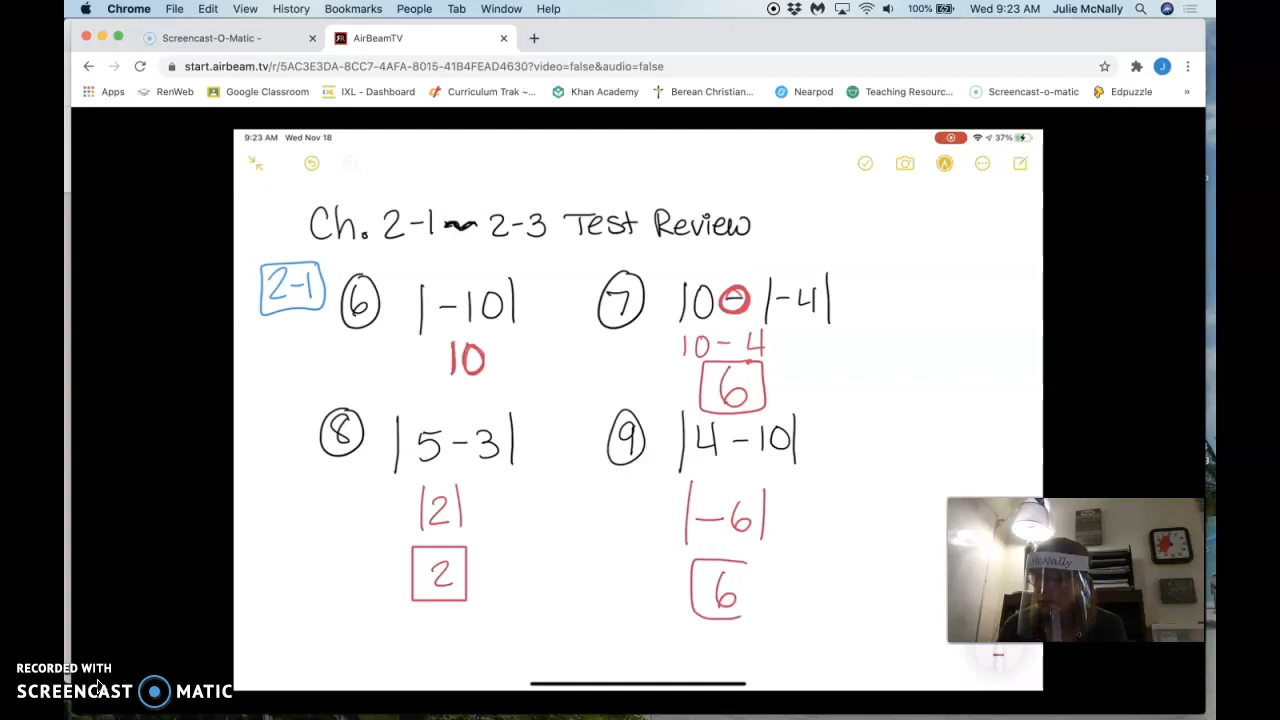 Chrome File Edit View History Bookmarks People Tab Window Help 100% Wed 9:23 AM Julie McNally
Screencast-O-Matic - AirBeamTV
start.airbeam.tv/r/5AC3E3DA-8CC7-4AFA-8015-41B4FEAD4630?video=false&audio=false
Apps RenWeb Google Classroom IXL - Dashboard Curriculum Trak ~... Khan Academy Berean Christian... Nearpod Teaching Resourc... Screencast-o-matic Edpuzzle »
9:23 AM Wed Nov 18 37%
Ch. 2-1 ~ 2-3 Test Review
2-1 6 |-10| 7 10 - |-4|
10 10 - 4
6
8 |5-3| 9 |4-10|
|2| |-6|
2 6
McNally
RECORDED WITH
SCREENCAST O MATIC